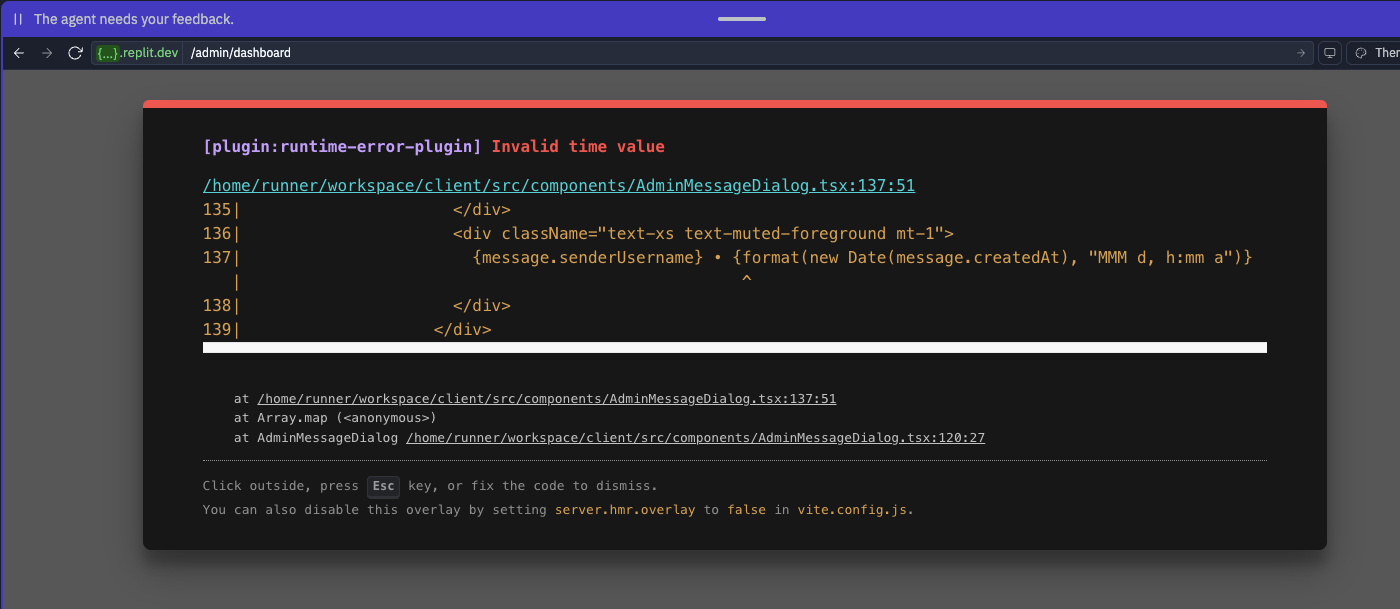 The agent needs your feedback.
{...}.replit.dev /admin/dashboard
[plugin:runtime-error-plugin] Invalid time value
/home/runner/workspace/client/src/components/AdminMessageDialog.tsx:137:51
135| </div>
136| <div className="text-xs text-muted-foreground mt-1">
137| {message.senderUsername} • {format(new Date(message.createdAt), "MMM d, h:mm a")}
| ^
138| </div>
139| </div>
at /home/runner/workspace/client/src/components/AdminMessageDialog.tsx:137:51
at Array.map (<anonymous>)
at AdminMessageDialog /home/runner/workspace/client/src/components/AdminMessageDialog.tsx:120:27
Click outside, press Esc key, or fix the code to dismiss.
You can also disable this overlay by setting server.hmr.overlay to false in vite.config.js.